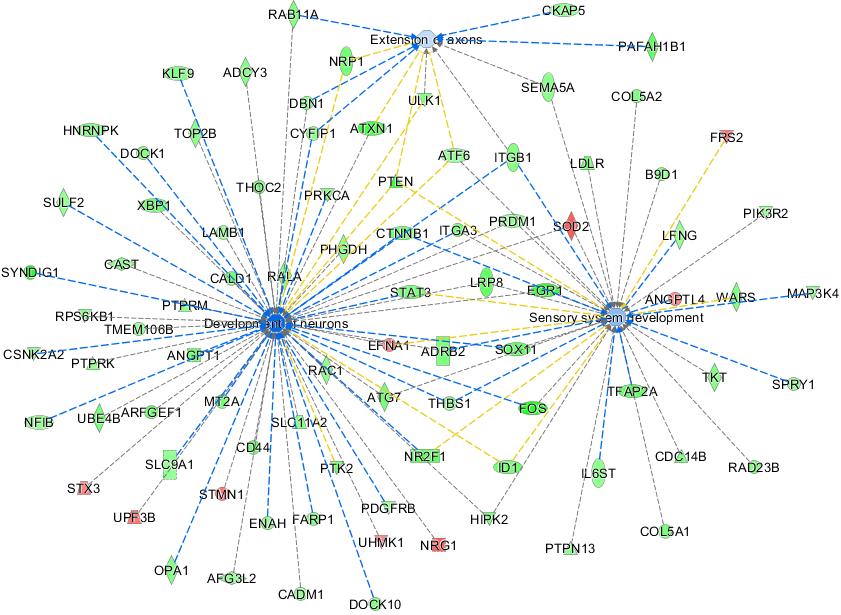 RAB11A
CKAP5
Extension of axons
PAFAH1B1
NRP1
KLF9
ADCY3
DBN1
ULK1
SEMA5A
COL5A2
HNRNPK
TOP2B
CYFIP1
ATXN1
FRS2
DOCK1
ATF6
ITGB1
LDLR
B9D1
THOC2
PRKCA
PTEN
SULF2
XBP1
PIK3R2
LAMB1
CTNNB1
ITGA3
PRDM1
SOD2
LFNG
PHGDH
CAST
SYNDIG1
CALD1
RALA
STAT3
LRP8
EGR1
ANGPTL4
WARS
MAP3K4
PTPRM
RPS6KB1
TMEM106B
Development of neurons
Sensory system development
CSNK2A2
PTPRK
ANGPT1
EFNA1
ADRB2
SOX11
RAC1
TKT
SPRY1
MT2A
ATG7
THBS1
FOS
TFAP2A
NFIB
UBE4B
ARFGEF1
SLC11A2
CD44
NR2F1
ID1
CDC14B
RAD23B
SLC9A1
PTK2
IL6ST
STX3
STMN1
UPF3B
ENAH
FARP1
PDGFRB
HIPK2
COL5A1
UHMK1
NRG1
PTPN13
OPA1
AFG3L2
CADM1
DOCK10